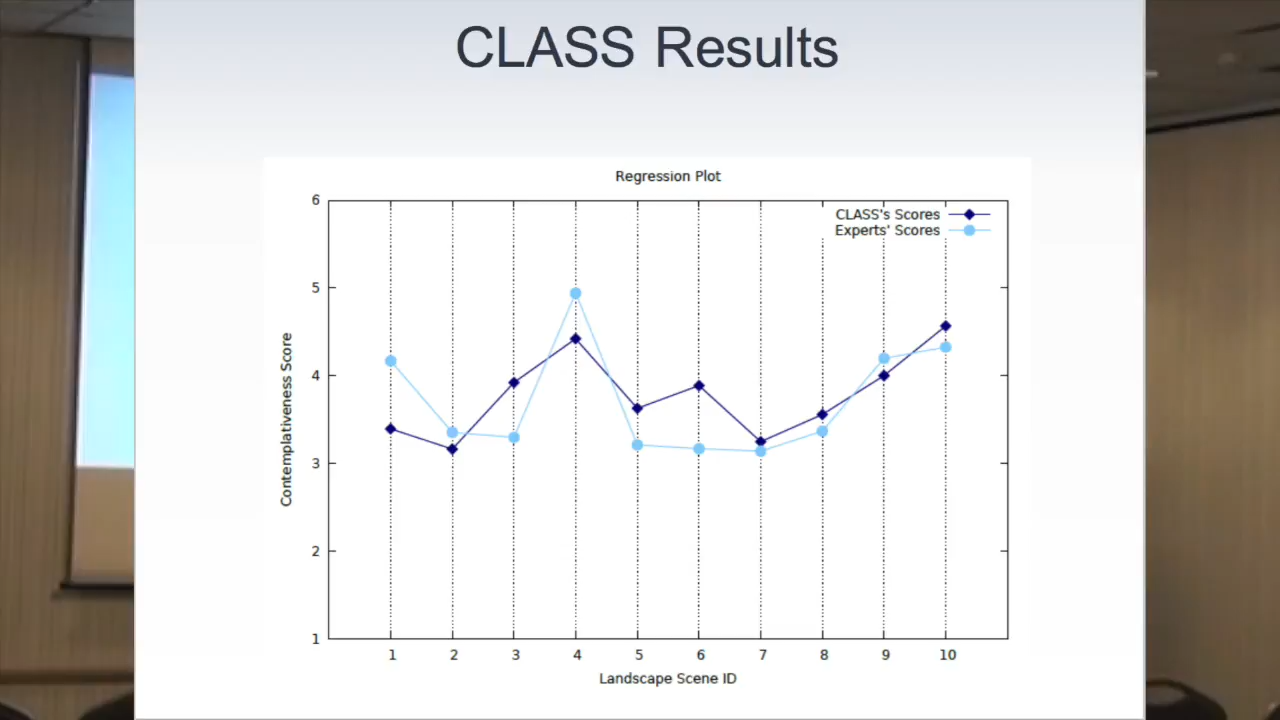 CLASS Results
Regression Plot
CLASS's Scores
Experts' Scores
6
5
4
3
2
1
Contemplativeness Score
1 2 3 4 5 6 7 8 9 10
Landscape Scene ID